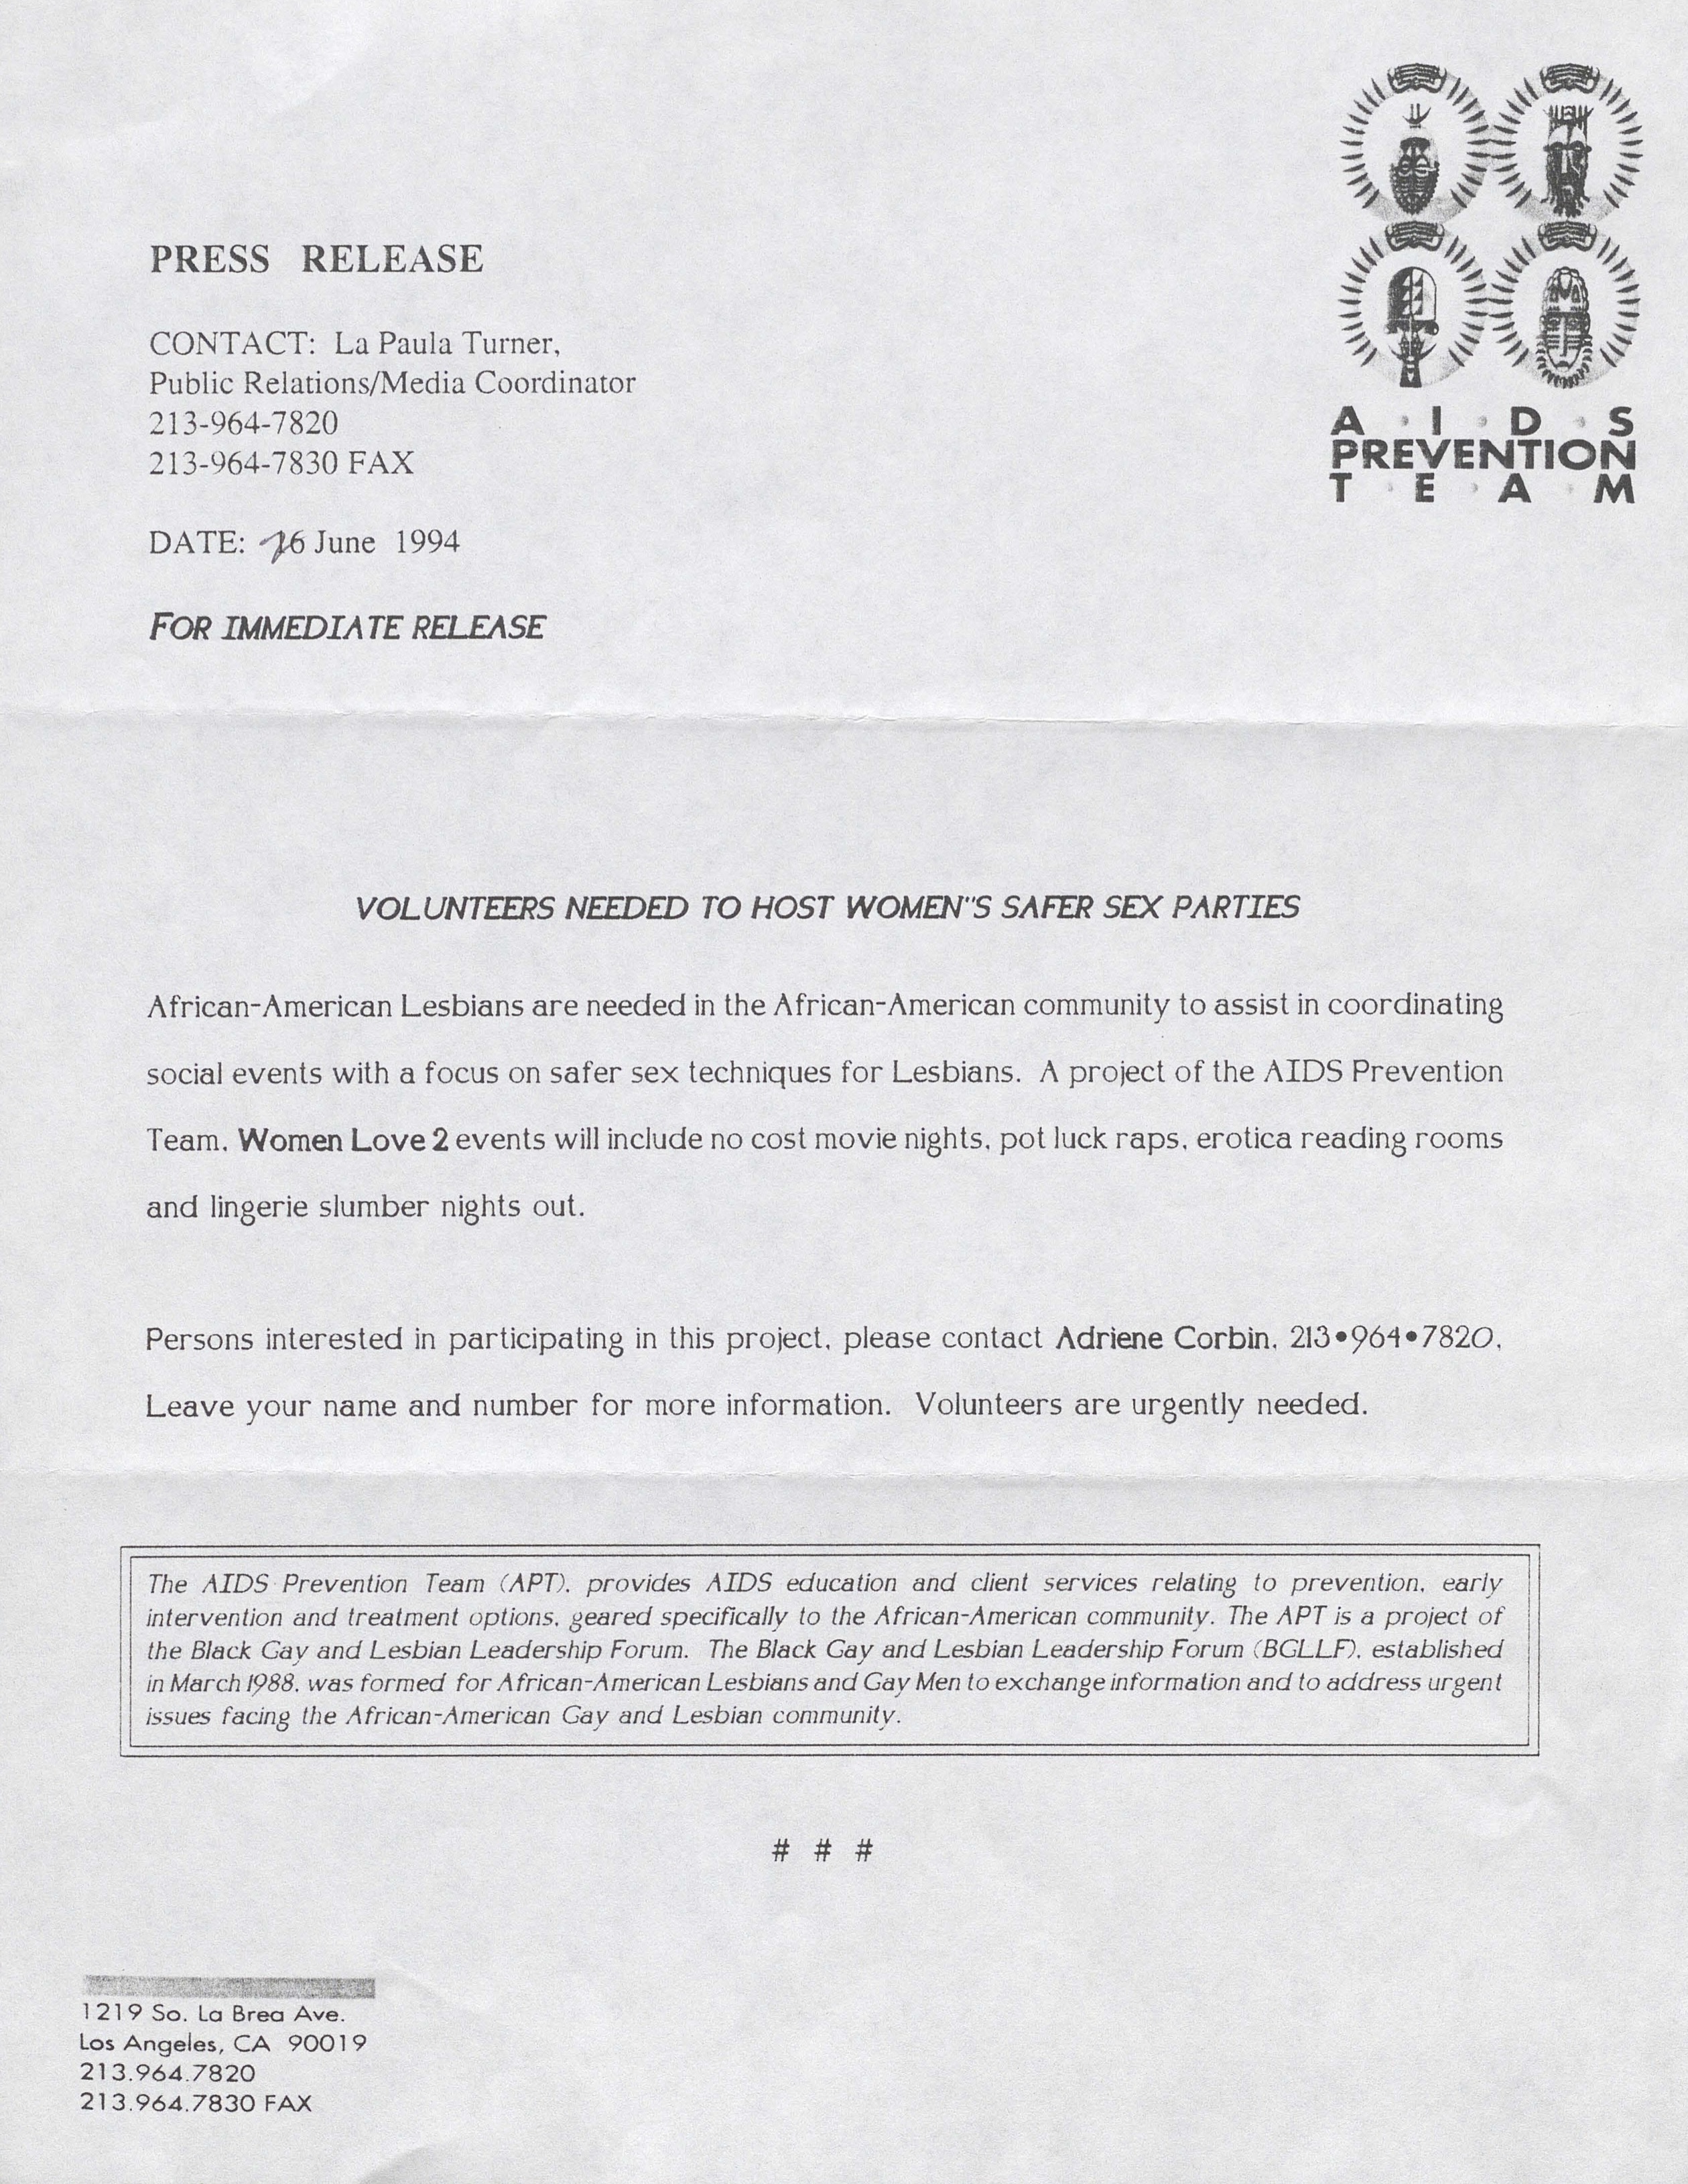 PRESS RELEASE
CONTACT: La Paula Turner,
Public Relations/Media Coordinator
213-964-7820
213-964-7830 FAX
A·I·D·S
PREVENTION
T·E·A·M
DATE: June 1994
FOR IMMEDIATE RELEASE
VOLUNTEERS NEEDED TO HOST WOMEN"S SAFER SEX PARTIES
African-American Lesbians are needed in the African-American community to assist in coordinating
social events with a focus on safer sex techniques for Lesbians. A project of the AIDS Prevention
Team, Women Love 2 events will include no cost movie nights, pot luck raps, erotica reading rooms
and lingerie slumber nights out.
Persons interested in participating in this project, please contact Adriene Corbin, 213•964•7820,
Leave your name and number for more information. Volunteers are urgently needed.
The AIDS Prevention Team (APT), provides AIDS education and client services relating to prevention, early
intervention and treatment options, geared specifically to the African-American community. The APT is a project of
the Black Gay and Lesbian Leadership Forum. The Black Gay and Lesbian Leadership Forum (BGLLF), established
in March 1988, was formed for African-American Lesbians and Gay Men to exchange information and to address urgent
issues facing the African-American Gay and Lesbian community.
# # #
1219 So. La Brea Ave.
Los Angeles, CA 90019
213.964.7820
213.964.7830 FAX